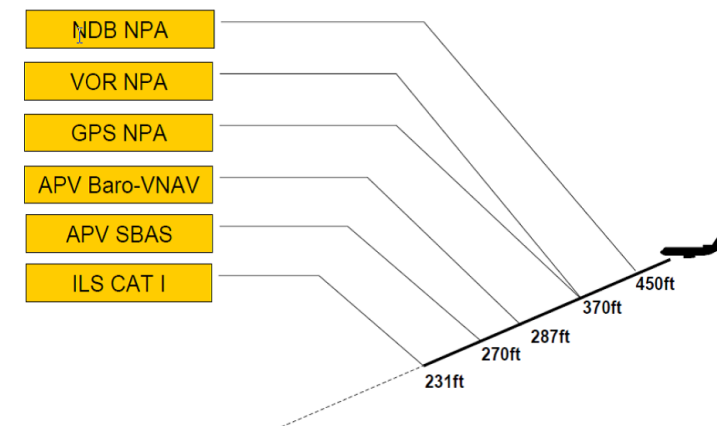 NDB NPA
VOR NPA
GPS NPA
APV Baro-VNAV
APV SBAS
ILS CAT I
450ft
370ft
287ft
270ft
231ft